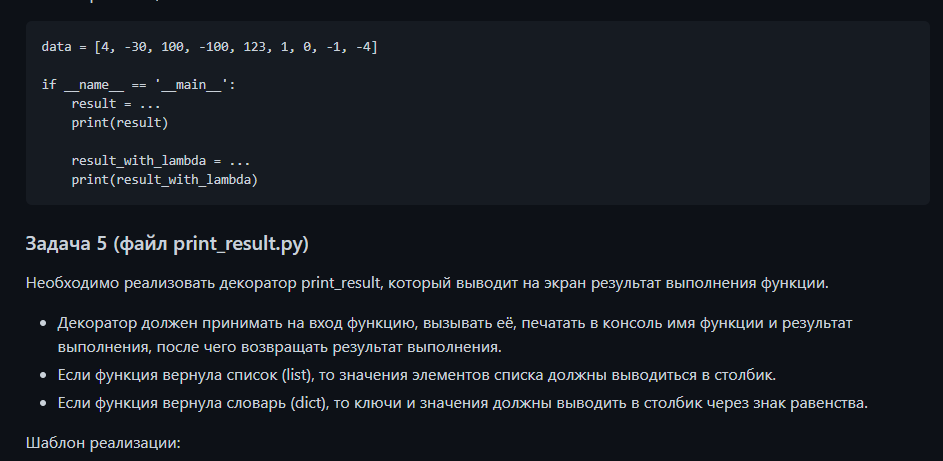 data = [4, -30, 100, -100, 123, 1, 0, -1, -4]
if __name__ == '__main__':
    result = ...
    print(result)
    result_with_lambda = ...
    print(result_with_lambda)
Задача 5 (файл print_result.py)
Необходимо реализовать декоратор print_result, который выводит на экран результат выполнения функции.
• Декоратор должен принимать на вход функцию, вызывать её, печатать в консоль имя функции и результат
выполнения, после чего возвращать результат выполнения.
• Если функция вернула список (list), то значения элементов списка должны выводиться в столбик.
• Если функция вернула словарь (dict), то ключи и значения должны выводить в столбик через знак равенства.
Шаблон реализации: